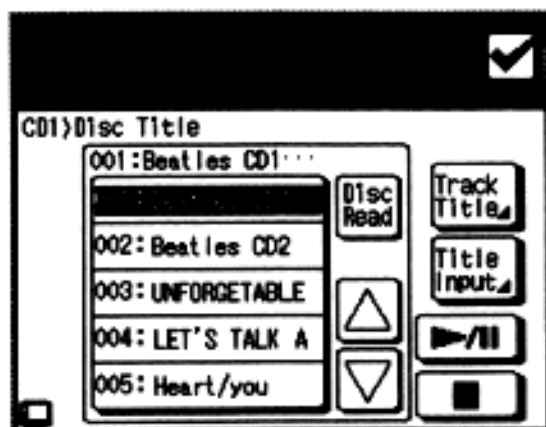 CD1>Disc Title
001:Beatles CD1···
Disc
Read
002: Beatles CD2
003: UNFORGETABLE
004: LET'S TALK A
005: Heart/you
Track
Title
Title
Input